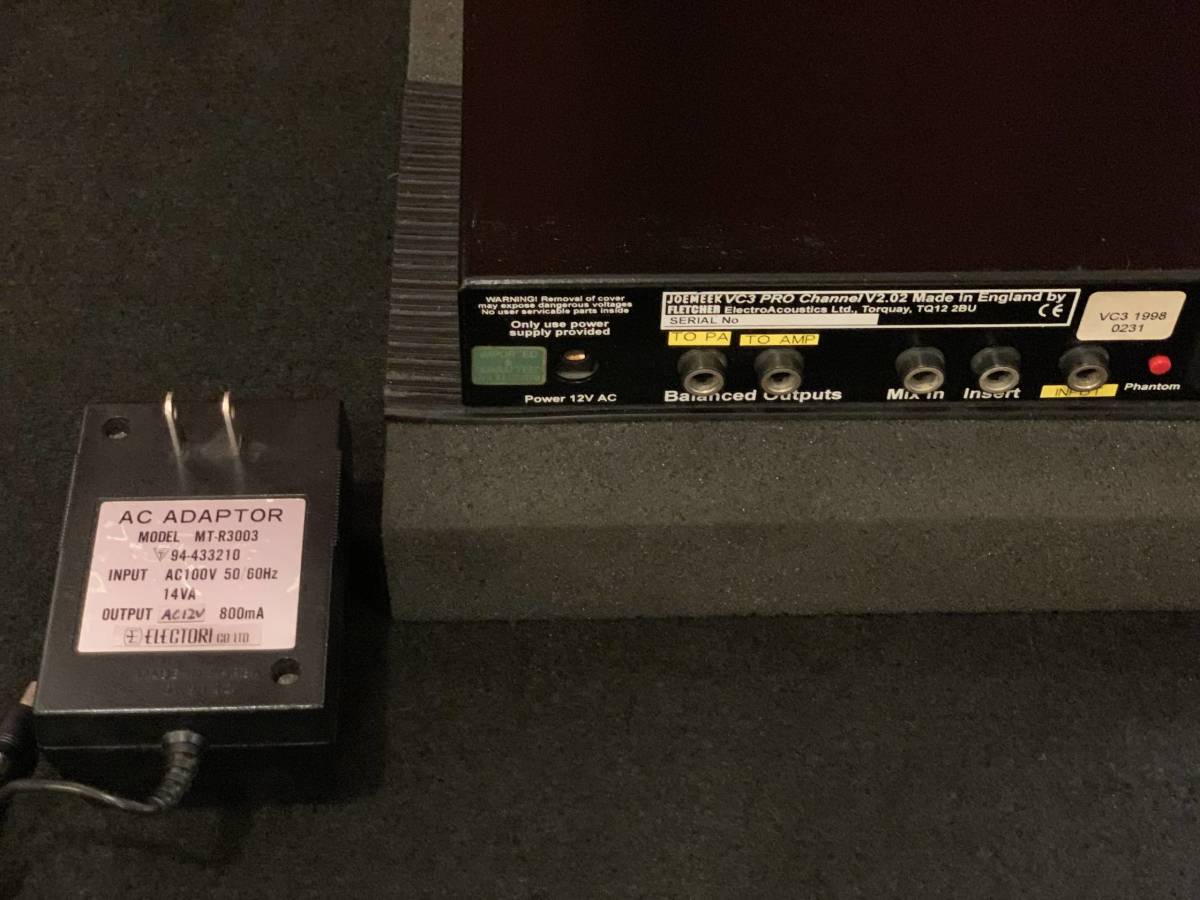 WARNING! Removal of cover
may expose dangerous voltages
No user servicable parts inside
Only use power
supply provided
Power 12V AC
JOEMEEK VC3 PRO Channel V2.02 Made In England by
FLETCHER ElectroAcoustics Ltd., Torquay, TQ12 2BU
SERIAL No
CE
TO PA
TO AMP
Balanced Outputs
Mix In
Insert
INPUT
Phantom
VC3 1998
0231
AC ADAPTOR
MODEL MT-R3003
94-433210
INPUT AC100V 50/60Hz
14VA
OUTPUT AC12V 800mA
ELECTORI CO LTD